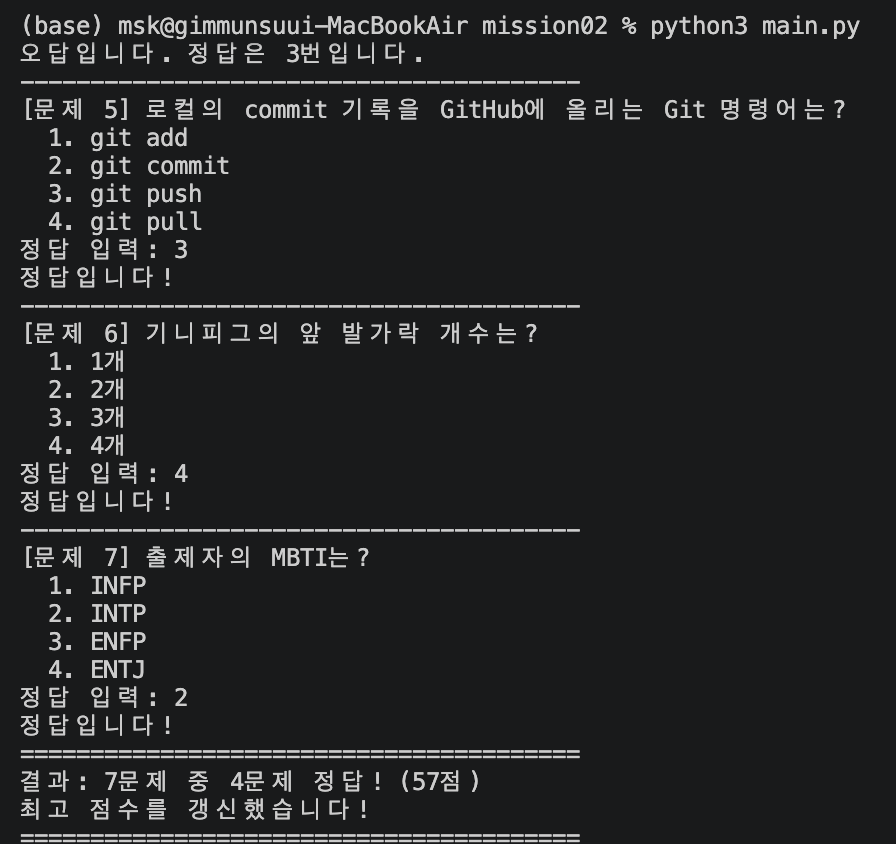 (base) msk@gimmunsuui-MacBookAir mission02 % python3 main.py
오답입니다. 정답은 3번입니다.
----------------------------------------
[문제 5] 로컬의 commit 기록을 GitHub에 올리는 Git 명령어는?
  1. git add
  2. git commit
  3. git push
  4. git pull
정답 입력: 3
정답입니다!
----------------------------------------
[문제 6] 기니피그의 앞 발가락 개수는?
  1. 1개
  2. 2개
  3. 3개
  4. 4개
정답 입력: 4
정답입니다!
----------------------------------------
[문제 7] 출제자의 MBTI는?
  1. INFP
  2. INTP
  3. ENFP
  4. ENTJ
정답 입력: 2
정답입니다!
========================================
결과: 7문제 중 4문제 정답! (57점)
최고 점수를 갱신했습니다!
========================================